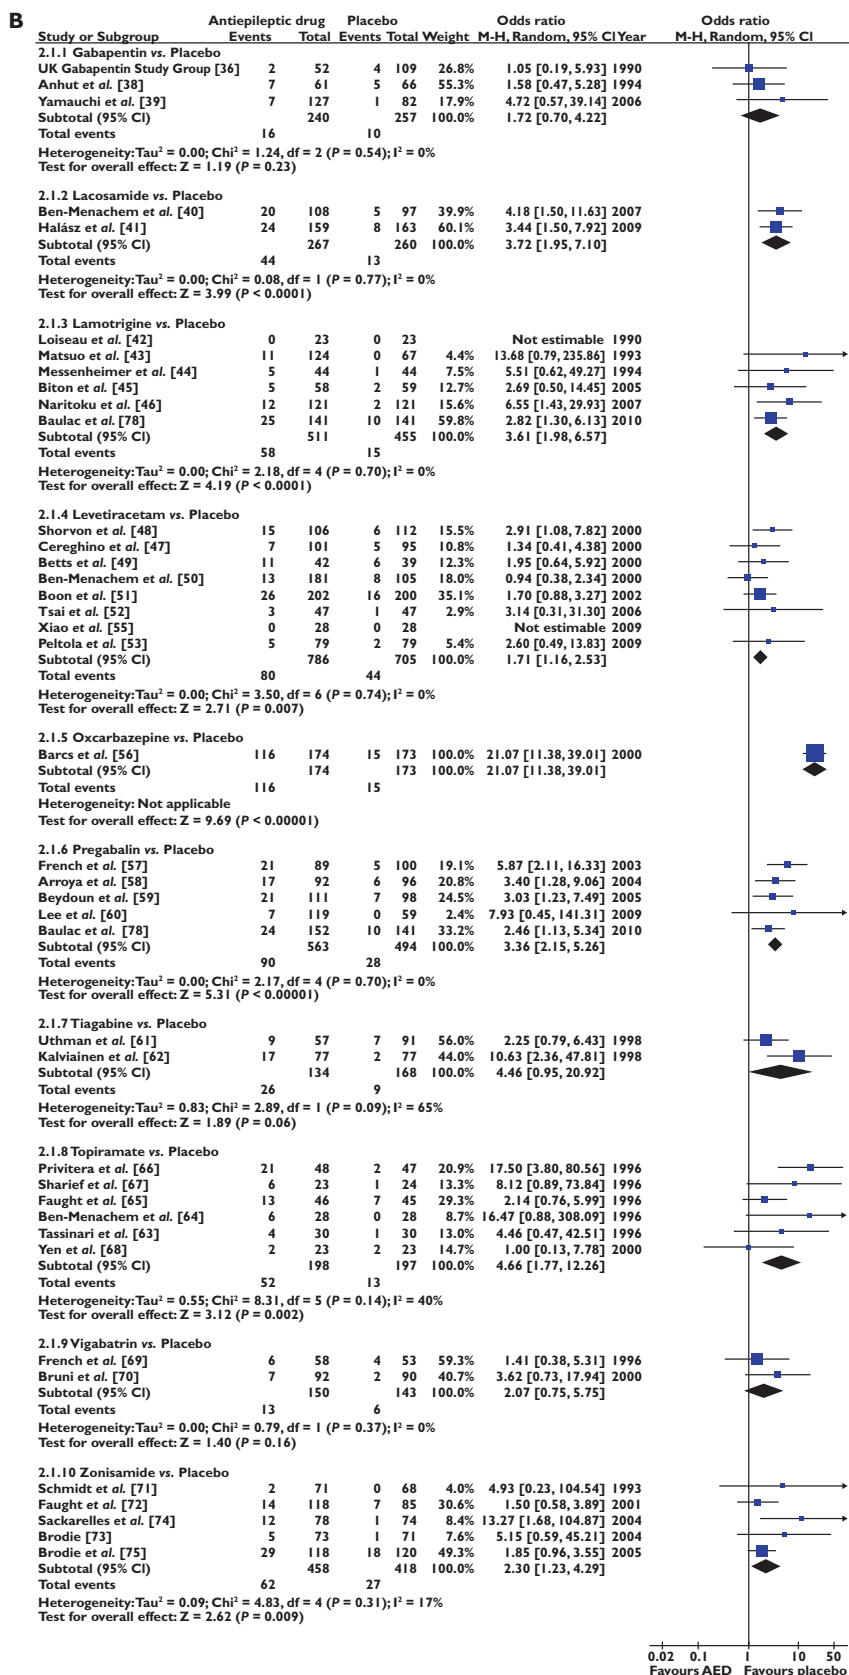 B
Antiepileptic drug Placebo Odds ratio Odds ratio
Study or Subgroup Events Total Events Total Weight M-H, Random, 95% CI Year M-H, Random, 95% CI
2.1.1 Gabapentin vs. Placebo
UK Gabapentin Study Group [36] 2 52 4 109 26.8% 1.05 [0.19, 5.93] 1990
Anhut et al. [38] 7 61 5 66 55.3% 1.58 [0.47, 5.28] 1994
Yamauchi et al. [39] 7 127 1 82 17.9% 4.72 [0.57, 39.14] 2006
Subtotal (95% CI) 240 257 100.0% 1.72 [0.70, 4.22]
Total events 16 10
Heterogeneity: Tau² = 0.00; Chi² = 1.24, df = 2 (P = 0.54); I² = 0%
Test for overall effect: Z = 1.19 (P = 0.23)
2.1.2 Lacosamide vs. Placebo
Ben-Menachem et al. [40] 20 108 5 97 39.9% 4.18 [1.50, 11.63] 2007
Halász et al. [41] 24 159 8 163 60.1% 3.44 [1.50, 7.92] 2009
Subtotal (95% CI) 267 260 100.0% 3.72 [1.95, 7.10]
Total events 44 13
Heterogeneity: Tau² = 0.00; Chi² = 0.08, df = 1 (P = 0.77); I² = 0%
Test for overall effect: Z = 3.99 (P < 0.0001)
2.1.3 Lamotrigine vs. Placebo
Loiseau et al. [42] 0 23 0 23 Not estimable 1990
Matsuo et al. [43] 11 124 0 67 4.4% 13.68 [0.79, 235.86] 1993
Messenheimer et al. [44] 5 44 1 44 7.5% 5.51 [0.62, 49.27] 1994
Biton et al. [45] 5 58 2 59 12.7% 2.69 [0.50, 14.45] 2005
Naritoku et al. [46] 12 121 2 121 15.6% 6.55 [1.43, 29.93] 2007
Baulac et al. [78] 25 141 10 141 59.8% 2.82 [1.30, 6.13] 2010
Subtotal (95% CI) 511 455 100.0% 3.61 [1.98, 6.57]
Total events 58 15
Heterogeneity: Tau² = 0.00; Chi² = 2.18, df = 4 (P = 0.70); I² = 0%
Test for overall effect: Z = 4.19 (P < 0.0001)
2.1.4 Levetiracetam vs. Placebo
Shorvon et al. [48] 15 106 6 112 15.5% 2.91 [1.08, 7.82] 2000
Cereghino et al. [47] 7 101 5 95 10.8% 1.34 [0.41, 4.38] 2000
Betts et al. [49] 11 42 6 39 12.3% 1.95 [0.64, 5.92] 2000
Ben-Menachem et al. [50] 13 181 8 105 18.0% 0.94 [0.38, 2.34] 2000
Boon et al. [51] 26 202 16 200 35.1% 1.70 [0.88, 3.27] 2002
Tsai et al. [52] 3 47 1 47 2.9% 3.14 [0.31, 31.30] 2006
Xiao et al. [55] 0 28 0 28 Not estimable 2009
Peltola et al. [53] 5 79 2 79 5.4% 2.60 [0.49, 13.83] 2009
Subtotal (95% CI) 786 705 100.0% 1.71 [1.16, 2.53]
Total events 80 44
Heterogeneity: Tau² = 0.00; Chi² = 3.50, df = 6 (P = 0.74); I² = 0%
Test for overall effect: Z = 2.71 (P = 0.007)
2.1.5 Oxcarbazepine vs. Placebo
Barcs et al. [56] 116 174 15 173 100.0% 21.07 [11.38, 39.01] 2000
Subtotal (95% CI) 174 173 100.0% 21.07 [11.38, 39.01]
Total events 116 15
Heterogeneity: Not applicable
Test for overall effect: Z = 9.69 (P < 0.00001)
2.1.6 Pregabalin vs. Placebo
French et al. [57] 21 89 5 100 19.1% 5.87 [2.11, 16.33] 2003
Arroya et al. [58] 17 92 6 96 20.8% 3.40 [1.28, 9.06] 2004
Beydoun et al. [59] 21 111 7 98 24.5% 3.03 [1.23, 7.49] 2005
Lee et al. [60] 7 119 0 59 2.4% 7.93 [0.45, 141.31] 2009
Baulac et al. [78] 24 152 10 141 33.2% 2.46 [1.13, 5.34] 2010
Subtotal (95% CI) 563 494 100.0% 3.36 [2.15, 5.26]
Total events 90 28
Heterogeneity: Tau² = 0.00; Chi² = 2.17, df = 4 (P = 0.70); I² = 0%
Test for overall effect: Z = 5.31 (P < 0.00001)
2.1.7 Tiagabine vs. Placebo
Uthman et al. [61] 9 57 7 91 56.0% 2.25 [0.79, 6.43] 1998
Kalviainen et al. [62] 17 77 2 77 44.0% 10.63 [2.36, 47.81] 1998
Subtotal (95% CI) 134 168 100.0% 4.46 [0.95, 20.92]
Total events 26 9
Heterogeneity: Tau² = 0.83; Chi² = 2.89, df = 1 (P = 0.09); I² = 65%
Test for overall effect: Z = 1.89 (P = 0.06)
2.1.8 Topiramate vs. Placebo
Privitera et al. [66] 21 48 2 47 20.9% 17.50 [3.80, 80.56] 1996
Sharief et al. [67] 6 23 1 24 13.3% 8.12 [0.89, 73.84] 1996
Faught et al. [65] 13 46 7 45 29.3% 2.14 [0.76, 5.99] 1996
Ben-Menachem et al. [64] 6 28 0 28 8.7% 16.47 [0.88, 308.09] 1996
Tassinari et al. [63] 4 30 1 30 13.0% 4.46 [0.47, 42.51] 1996
Yen et al. [68] 2 23 2 23 14.7% 1.00 [0.13, 7.78] 2000
Subtotal (95% CI) 198 197 100.0% 4.66 [1.77, 12.26]
Total events 52 13
Heterogeneity: Tau² = 0.55; Chi² = 8.31, df = 5 (P = 0.14); I² = 40%
Test for overall effect: Z = 3.12 (P = 0.002)
2.1.9 Vigabatrin vs. Placebo
French et al. [69] 6 58 4 53 59.3% 1.41 [0.38, 5.31] 1996
Bruni et al. [70] 7 92 2 90 40.7% 3.62 [0.73, 17.94] 2000
Subtotal (95% CI) 150 143 100.0% 2.07 [0.75, 5.75]
Total events 13 6
Heterogeneity: Tau² = 0.00; Chi² = 0.79, df = 1 (P = 0.37); I² = 0%
Test for overall effect: Z = 1.40 (P = 0.16)
2.1.10 Zonisamide vs. Placebo
Schmidt et al. [71] 2 71 0 68 4.0% 4.93 [0.23, 104.54] 1993
Faught et al. [72] 14 118 7 85 30.6% 1.50 [0.58, 3.89] 2001
Sackarelles et al. [74] 12 78 1 74 8.4% 13.27 [1.68, 104.87] 2004
Brodie [73] 5 73 1 71 7.6% 5.15 [0.59, 45.21] 2004
Brodie et al. [75] 29 118 18 120 49.3% 1.85 [0.96, 3.55] 2005
Subtotal (95% CI) 458 418 100.0% 2.30 [1.23, 4.29]
Total events 62 27
Heterogeneity: Tau² = 0.09; Chi² = 4.83, df = 4 (P = 0.31); I² = 17%
Test for overall effect: Z = 2.62 (P = 0.009)
0.02 0.1 1 10 50
Favours AED Favours placebo